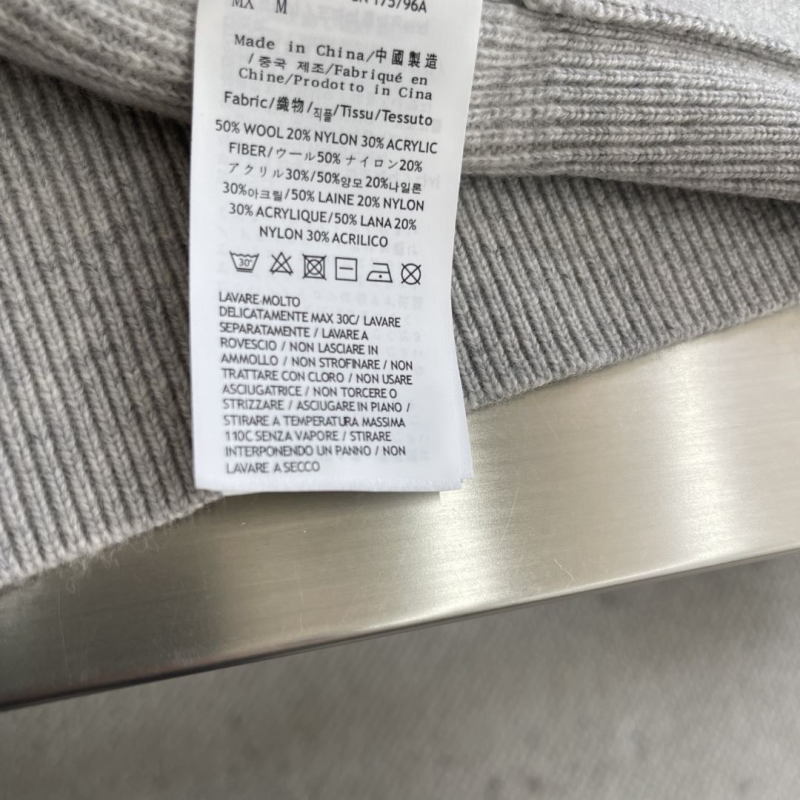 MX M 175/96A
Made in China/中國製造
/중국 제조/Fabriqué en
Chine/Prodotto in Cina
Fabric/織物/직물/Tissu/Tessuto
50% WOOL 20% NYLON 30% ACRYLIC
FIBER/ウール50% ナイロン20%
アクリル30%/50%양모 20%나일론
30%아크릴/50% LAINE 20% NYLON
30% ACRYLIQUE/50% LANA 20%
NYLON 30% ACRILICO
30°
LAVARE MOLTO
DELICATAMENTE MAX 30C/ LAVARE
SEPARATAMENTE / LAVARE A
ROVESCIO / NON LASCIARE IN
AMMOLLO / NON STROFINARE / NON
TRATTARE CON CLORO / NON USARE
ASCIUGATRICE / NON TORCERE O
STRIZZARE / ASCIUGARE IN PIANO /
STIRARE A TEMPERATURA MASSIMA
110C SENZA VAPORE / STIRARE
INTERPONENDO UN PANNO / NON
LAVARE A SECCO